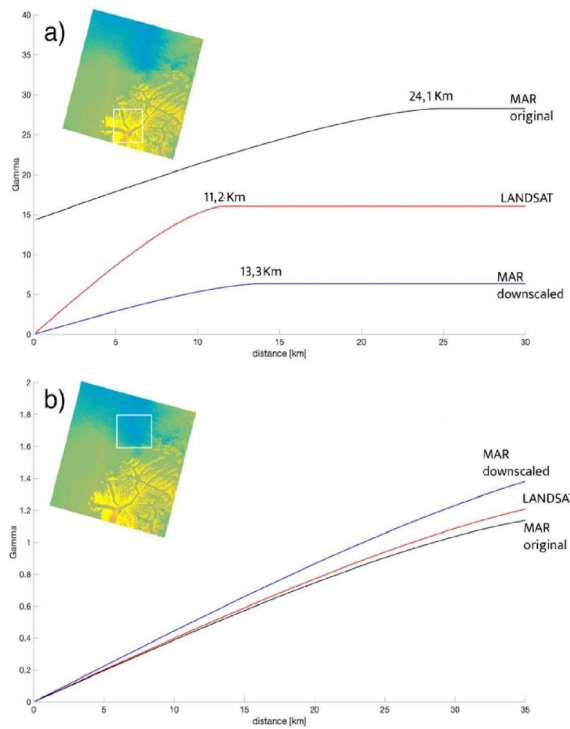 a)
40
35
30
25
20
15
10
5
0
Gamma
24,1 Km
MAR
original
11,2 Km
LANDSAT
13,3 Km
MAR
downscaled
0 5 10 15 20 25 30
distance [km]
b)
2
1.8
1.6
1.4
1.2
1
0.8
0.6
0.4
0.2
0
Gamma
MAR
downscaled
LANDSAT
MAR
original
0 5 10 15 20 25 30 35
distance [km]